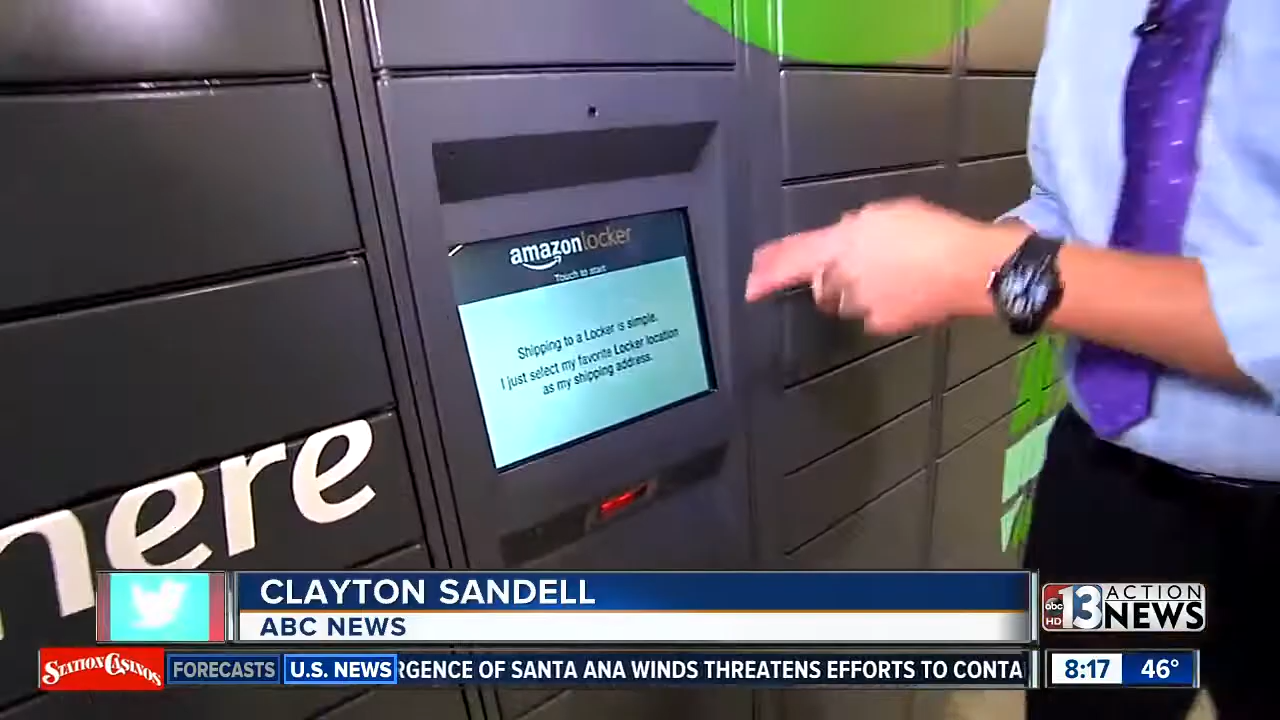 amazonlocker
Touch to start
Shipping to a Locker is simple.
I just select my favorite Locker location
as my shipping address.
here
CLAYTON SANDELL
ABC NEWS
abc
HD
13
ACTION
NEWS
STATION CASINOS
FORECASTS
U.S. NEWS
RGENCE OF SANTA ANA WINDS THREATENS EFFORTS TO CONTA
8:17
46°